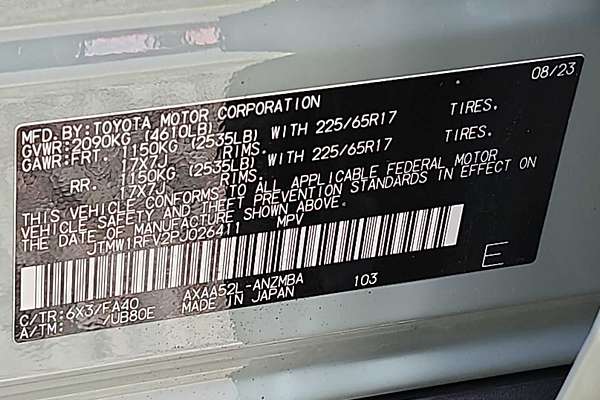 08/23
MFD. BY: TOYOTA MOTOR CORPORATION
GVWR: 2090KG (4610LB)
GAWR: FRT. 1150KG (2535LB) WITH 225/65R17 TIRES.
17X7J RIMS.
RR. 1150KG (2535LB) WITH 225/65R17 TIRES.
17X7J RIMS.
THIS VEHICLE CONFORMS TO ALL APPLICABLE FEDERAL MOTOR
VEHICLE SAFETY AND THEFT PREVENTION STANDARDS IN EFFECT ON
THE DATE OF MANUFACTURE SHOWN ABOVE.
JTMW1RFV2PJ026411 MPV
E
C/TR: 6X3/FA40 AXAA52L-ANZMBA 103
A/TM: /UB80E MADE IN JAPAN